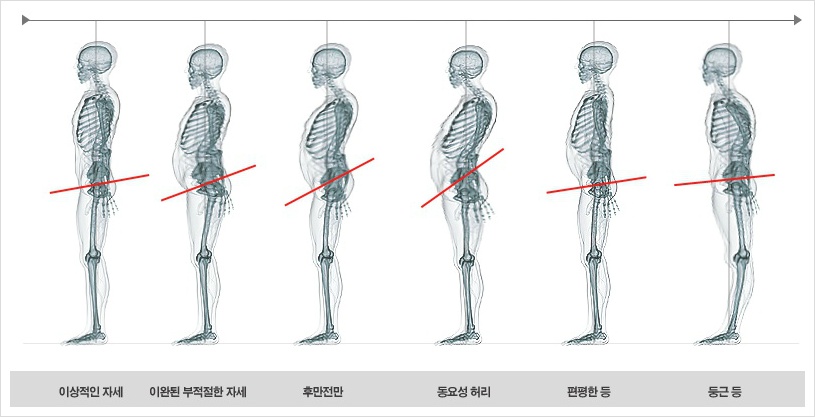 이상적인 자세
이완된 부적절한 자세
후만전만
동요성 허리
편평한 등
둥근 등